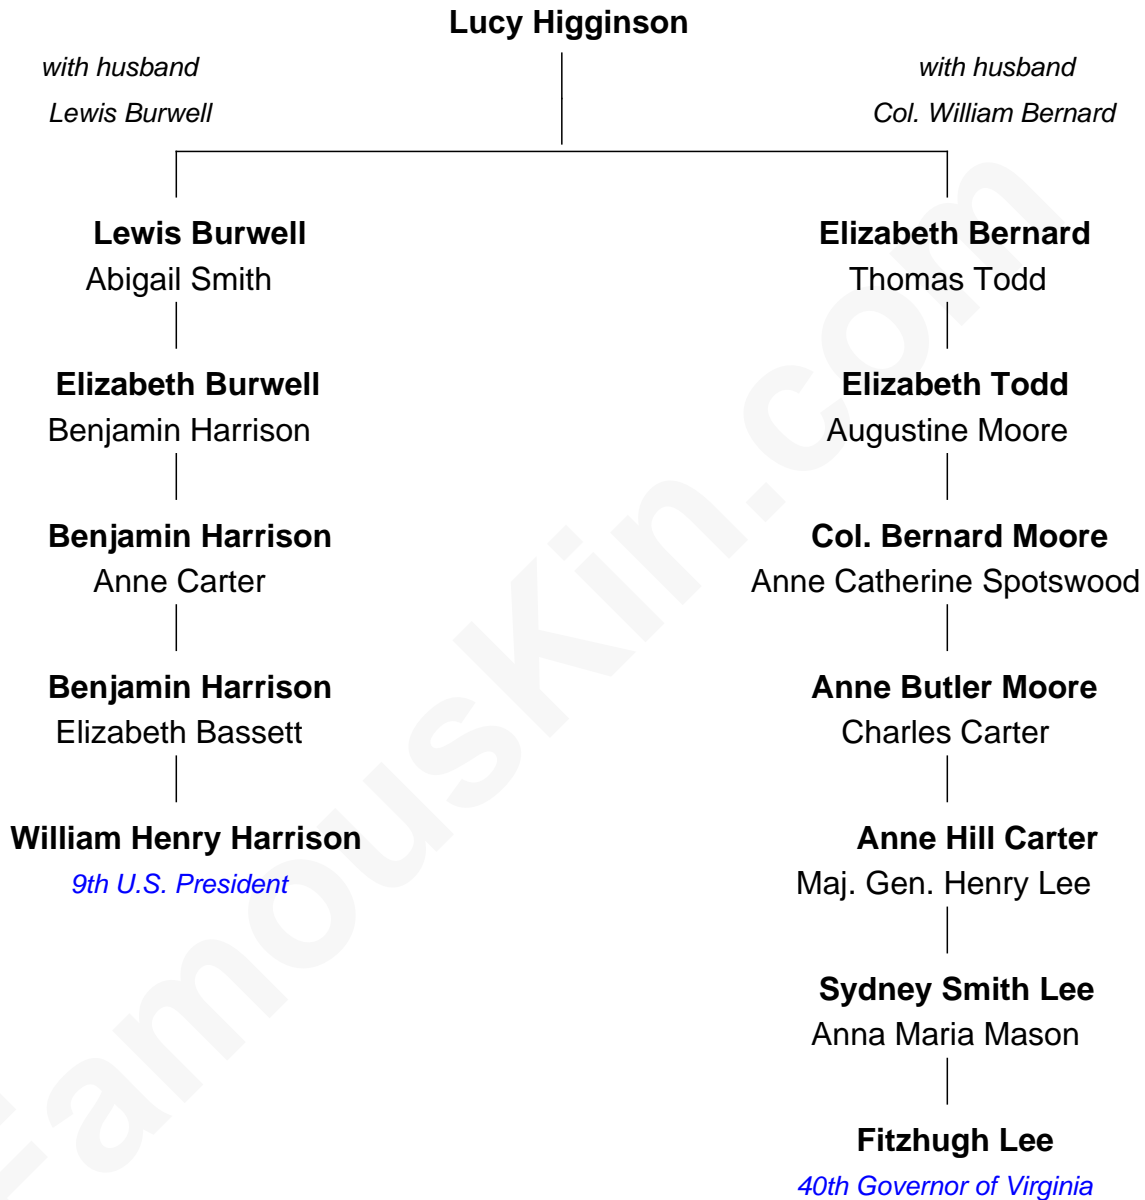 Lucy Higginson
with husband
Lewis Burwell
with husband
Col. William Bernard
Lewis Burwell
Abigail Smith
Elizabeth Burwell
Benjamin Harrison
Benjamin Harrison
Anne Carter
Benjamin Harrison
Elizabeth Bassett
William Henry Harrison
9th U.S. President
Elizabeth Bernard
Thomas Todd
Elizabeth Todd
Augustine Moore
Col. Bernard Moore
Anne Catherine Spotswood
Anne Butler Moore
Charles Carter
Anne Hill Carter
Maj. Gen. Henry Lee
Sydney Smith Lee
Anna Maria Mason
Fitzhugh Lee
40th Governor of Virginia
FamousKin.com